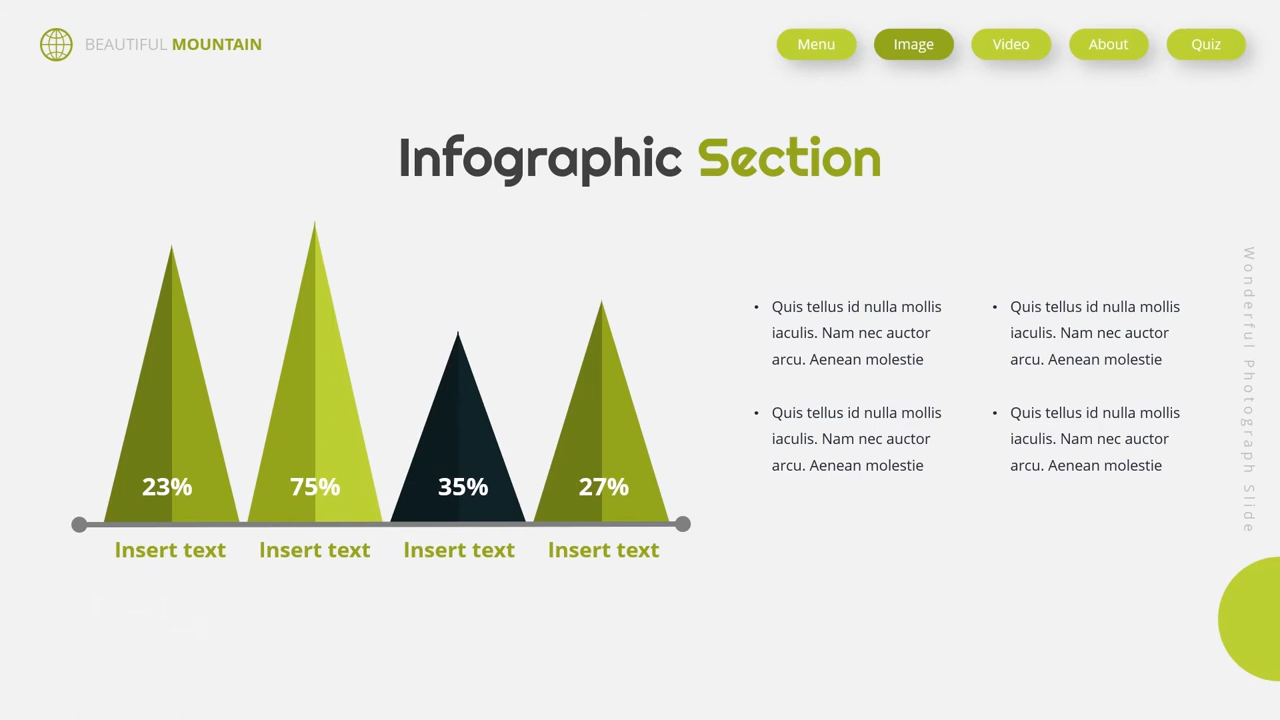 BEAUTIFUL MOUNTAIN
Menu
Image
Video
About
Quiz
Infographic Section
23%
75%
35%
27%
Insert text
Insert text
Insert text
Insert text
• Quis tellus id nulla mollis
iaculis. Nam nec auctor
arcu. Aenean molestie
• Quis tellus id nulla mollis
iaculis. Nam nec auctor
arcu. Aenean molestie
• Quis tellus id nulla mollis
iaculis. Nam nec auctor
arcu. Aenean molestie
• Quis tellus id nulla mollis
iaculis. Nam nec auctor
arcu. Aenean molestie
Wonderful Photograph Slide